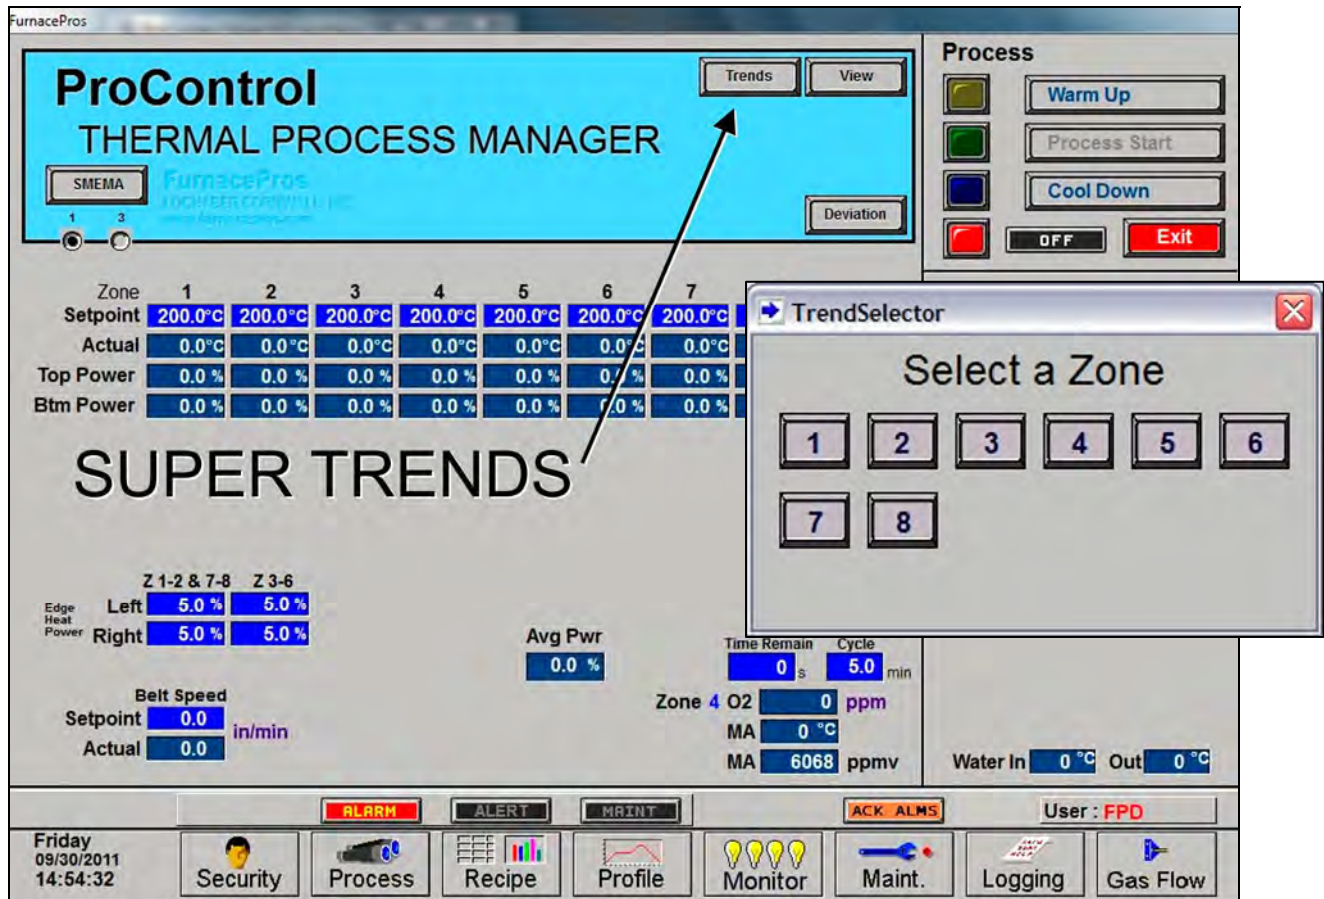 FurnacePros
ProControl
THERMAL PROCESS MANAGER
Trends
View
SMEMA
FurnacePros
1 3
Deviation
Process
Warm Up
Process Start
Cool Down
OFF
Exit
Zone 1 2 3 4 5 6 7
Setpoint 200.0°C 200.0°C 200.0°C 200.0°C 200.0°C 200.0°C 200.0°C
Actual 0.0°C 0.0°C 0.0°C 0.0°C 0.0°C 0.0°C 0.0°C
Top Power 0.0 % 0.0 % 0.0 % 0.0 % 0.0 % 0.0 % 0.0 %
Btm Power 0.0 % 0.0 % 0.0 % 0.0 % 0.0 % 0.0 % 0.0 %
TrendSelector
Select a Zone
1 2 3 4 5 6
7 8
SUPER TRENDS
Z 1-2 & 7-8 Z 3-6
Edge Heat Power
Left 5.0 % 5.0 %
Right 5.0 % 5.0 %
Avg Pwr
0.0 %
Time Remain Cycle
0 s 5.0 min
Belt Speed
Setpoint 0.0
Actual 0.0
in/min
Zone 4 O2 0 ppm
MA 0 °C
MA 6068 ppmv
Water In 0 °C Out 0 °C
ALARM ALERT MAINT ACK ALMS User : FPD
Friday
09/30/2011
14:54:32
Security Process Recipe Profile Monitor Maint. Logging Gas Flow